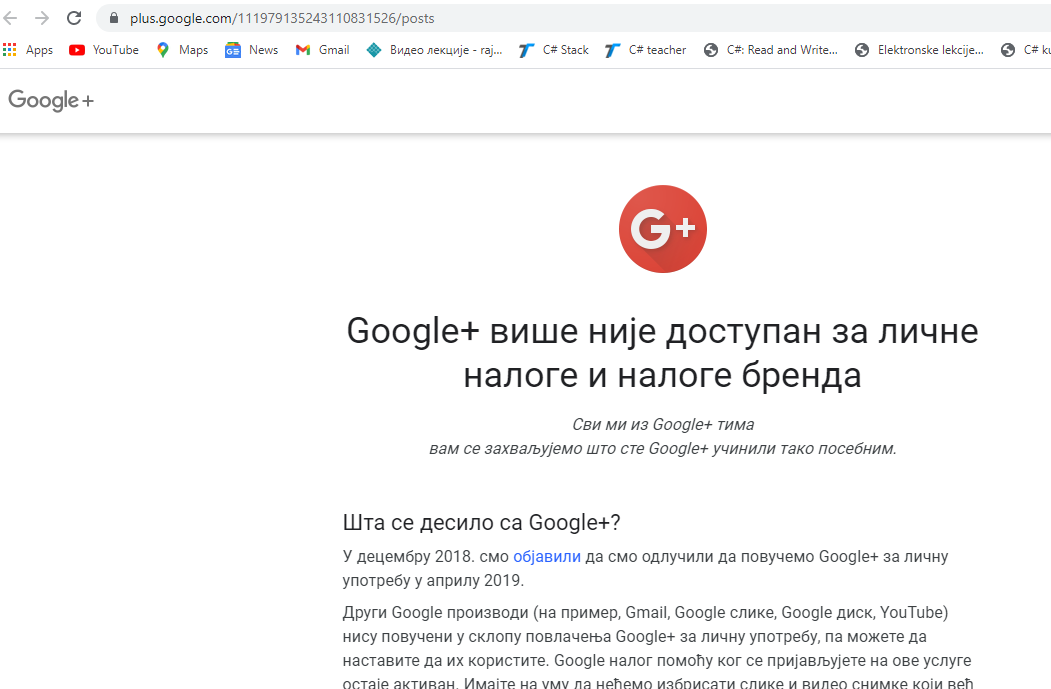 plus.google.com/111979135243110831526/posts
Apps YouTube Maps News Gmail Видео лекције - raj... C# Stack C# teacher C#: Read and Write... Elektronske lekcije... C# ku
Google+
G+
Google+ више није доступан за личне
налоге и налоге бренда
Сви ми из Google+ тима
вам се захваљујемо што сте Google+ учинили тако посебним.
Шта се десило са Google+?
У децембру 2018. смо објавили да смо одлучили да повучемо Google+ за личну
употребу у априлу 2019.
Други Google производи (на пример, Gmail, Google слике, Google диск, YouTube)
нису повучени у склопу повлачења Google+ за личну употребу, па можете да
наставите да их користите. Google налог помоћу ког се пријављујете на ове услуге
остаје активан. Имајте на уму да нећемо избрисати слике и видео снимке који већ